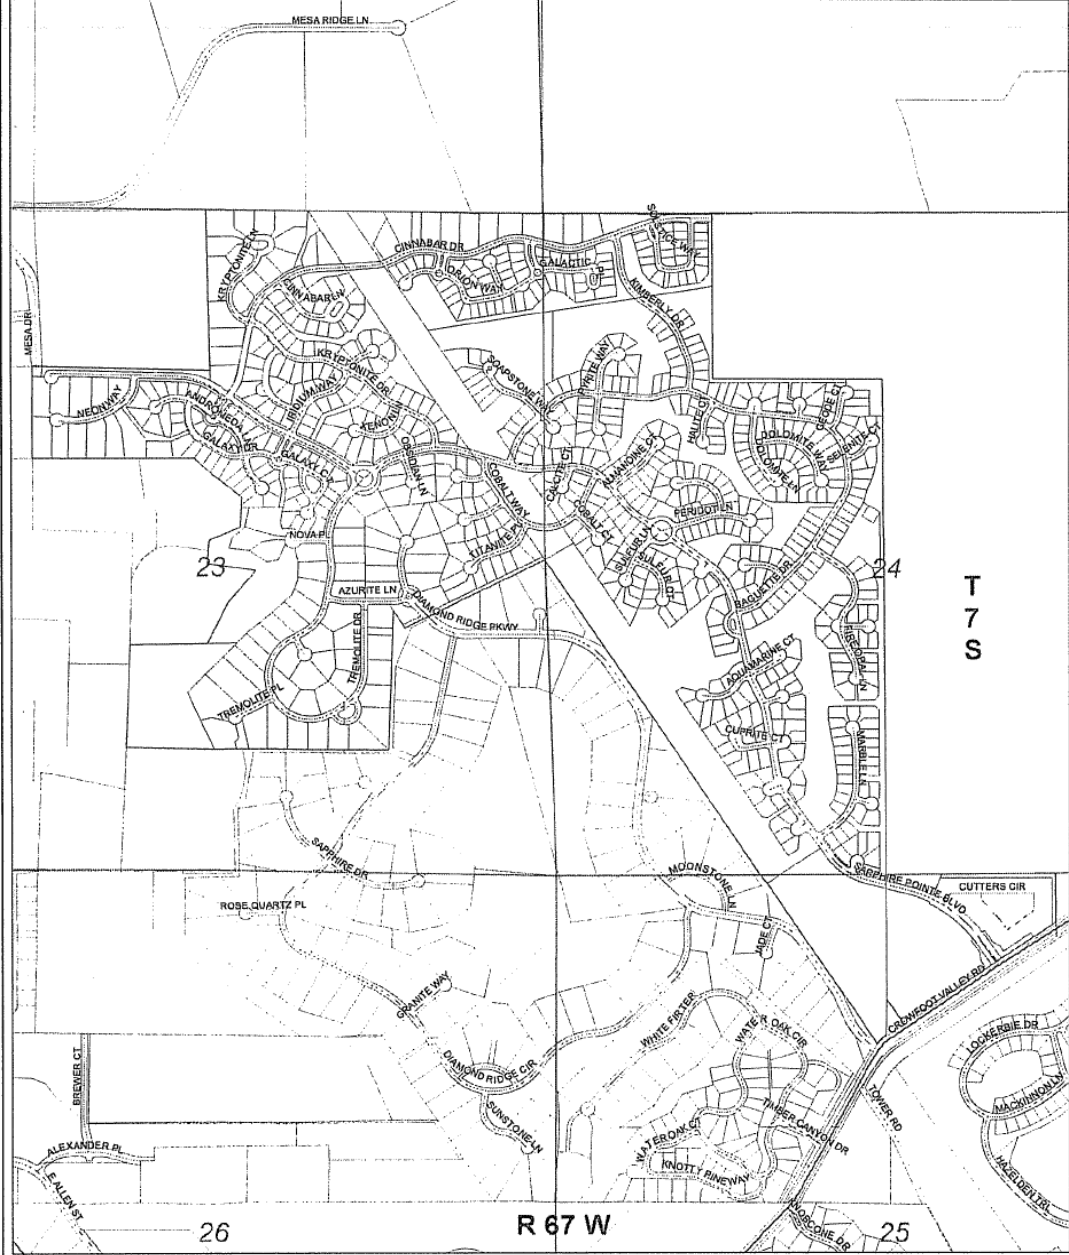 MESA RIDGE LN
SOLSTICE WAY
KRYPTONITE LN
CINNABAR DR
GALACTIC PL
ORION WAY
CINNABAR LN
KIMBERLY DR
MESA DR
KRYPTONITE DR
SOAPSTONE WAY
PYRITE WAY
IRIDIUM WAY
NEON WAY
ANDROMEDA LN
GEODE CT
XENON LN
HALITE CT
GALAXY DR
DOLOMITE WAY
SELENITE CT
GALAXY CT
OBSIDIAN LN
ALMANDINE CT
DOLOMITE LN
CALCITE CT
COBALT WAY
PERIDOT LN
COBALT CT
NOVA PL
TITANITE PL
SULFUR LN
SULFUR CT
23
24
AZURITE LN
DIAMOND RIDGE PKWY
BAGUETTE DR
T
7
S
TREMOLITE DR
FIRE OPAL LN
AQUAMARINE CT
TREMOLITE PL
CUPRITE CT
MARBLE LN
SAPPHIRE DR
MOONSTONE LN
SAPPHIRE POINTE BLVD
CUTTERS CIR
ROSE QUARTZ PL
JADE CT
GRANITE WAY
CROWFOOT VALLEY RD
WHITE FIR TER
WATER OAK CIR
LOCKERBIE DR
BREWER CT
DIAMOND RIDGE CIR
MACKINNON LN
TOWER RD
SUNSTONE LN
TIMBER CANYON DR
WATER OAK CT
ALEXANDER PL
KNOTTY PINE WAY
HAZELDEN TRL
E ALLEN ST
KNOBCONE DR
26
R 67 W
25